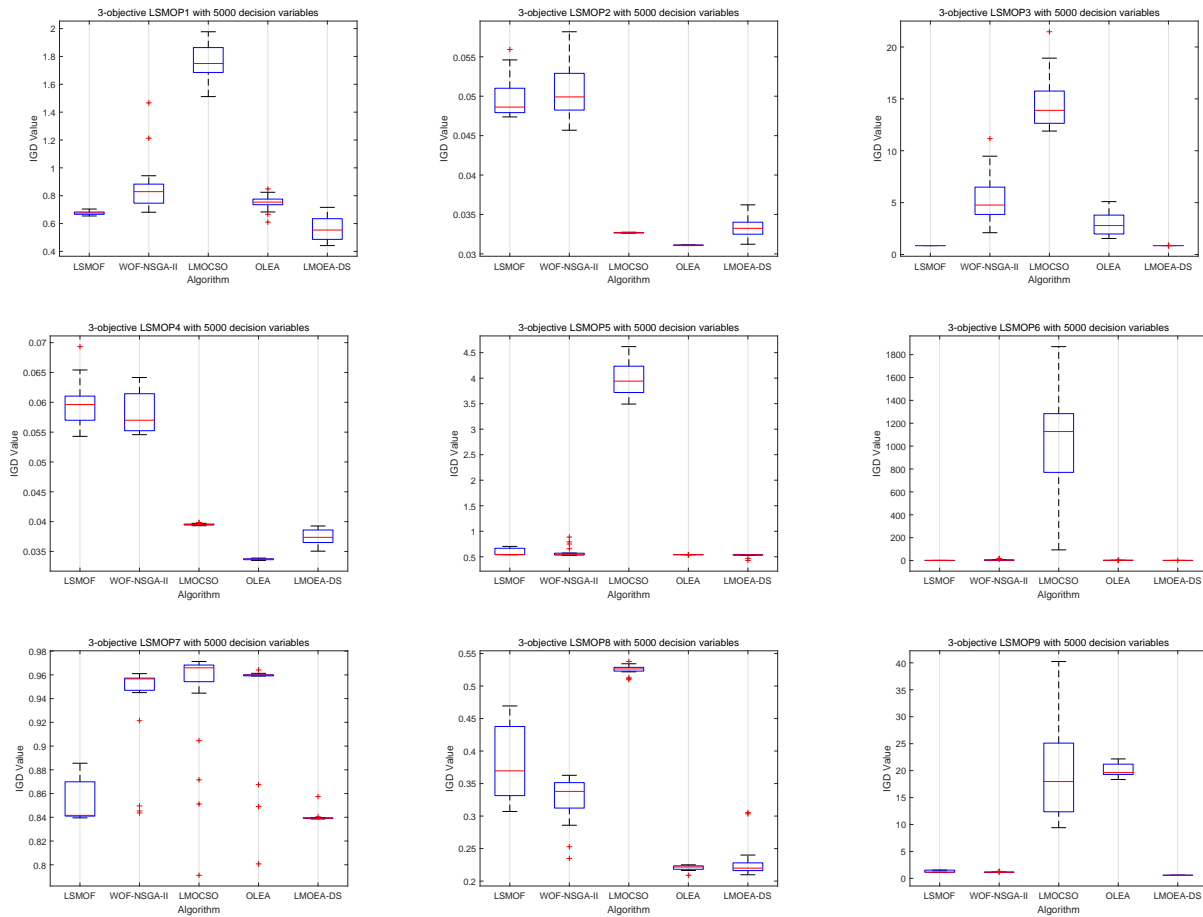 3-objective LSMOP1 with 5000 decision variables
2
1.8
1.6
1.4
1.2
1
0.8
0.6
0.4
IGD Value
LSMOF WOF-NSGA-II LMOCSO OLEA LMOEA-DS
Algorithm
3-objective LSMOP2 with 5000 decision variables
0.055
0.05
0.045
0.04
0.035
0.03
IGD Value
LSMOF WOF-NSGA-II LMOCSO OLEA LMOEA-DS
Algorithm
3-objective LSMOP3 with 5000 decision variables
20
15
10
5
0
IGD Value
LSMOF WOF-NSGA-II LMOCSO OLEA LMOEA-DS
Algorithm
3-objective LSMOP4 with 5000 decision variables
0.07
0.065
0.06
0.055
0.05
0.045
0.04
0.035
IGD Value
LSMOF WOF-NSGA-II LMOCSO OLEA LMOEA-DS
Algorithm
3-objective LSMOP5 with 5000 decision variables
4.5
4
3.5
3
2.5
2
1.5
1
0.5
IGD Value
LSMOF WOF-NSGA-II LMOCSO OLEA LMOEA-DS
Algorithm
3-objective LSMOP6 with 5000 decision variables
1800
1600
1400
1200
1000
800
600
400
200
0
IGD Value
LSMOF WOF-NSGA-II LMOCSO OLEA LMOEA-DS
Algorithm
3-objective LSMOP7 with 5000 decision variables
0.98
0.96
0.94
0.92
0.9
0.88
0.86
0.84
0.82
0.8
IGD Value
LSMOF WOF-NSGA-II LMOCSO OLEA LMOEA-DS
Algorithm
3-objective LSMOP8 with 5000 decision variables
0.55
0.5
0.45
0.4
0.35
0.3
0.25
0.2
IGD Value
LSMOF WOF-NSGA-II LMOCSO OLEA LMOEA-DS
Algorithm
3-objective LSMOP9 with 5000 decision variables
40
35
30
25
20
15
10
5
0
IGD Value
LSMOF WOF-NSGA-II LMOCSO OLEA LMOEA-DS
Algorithm